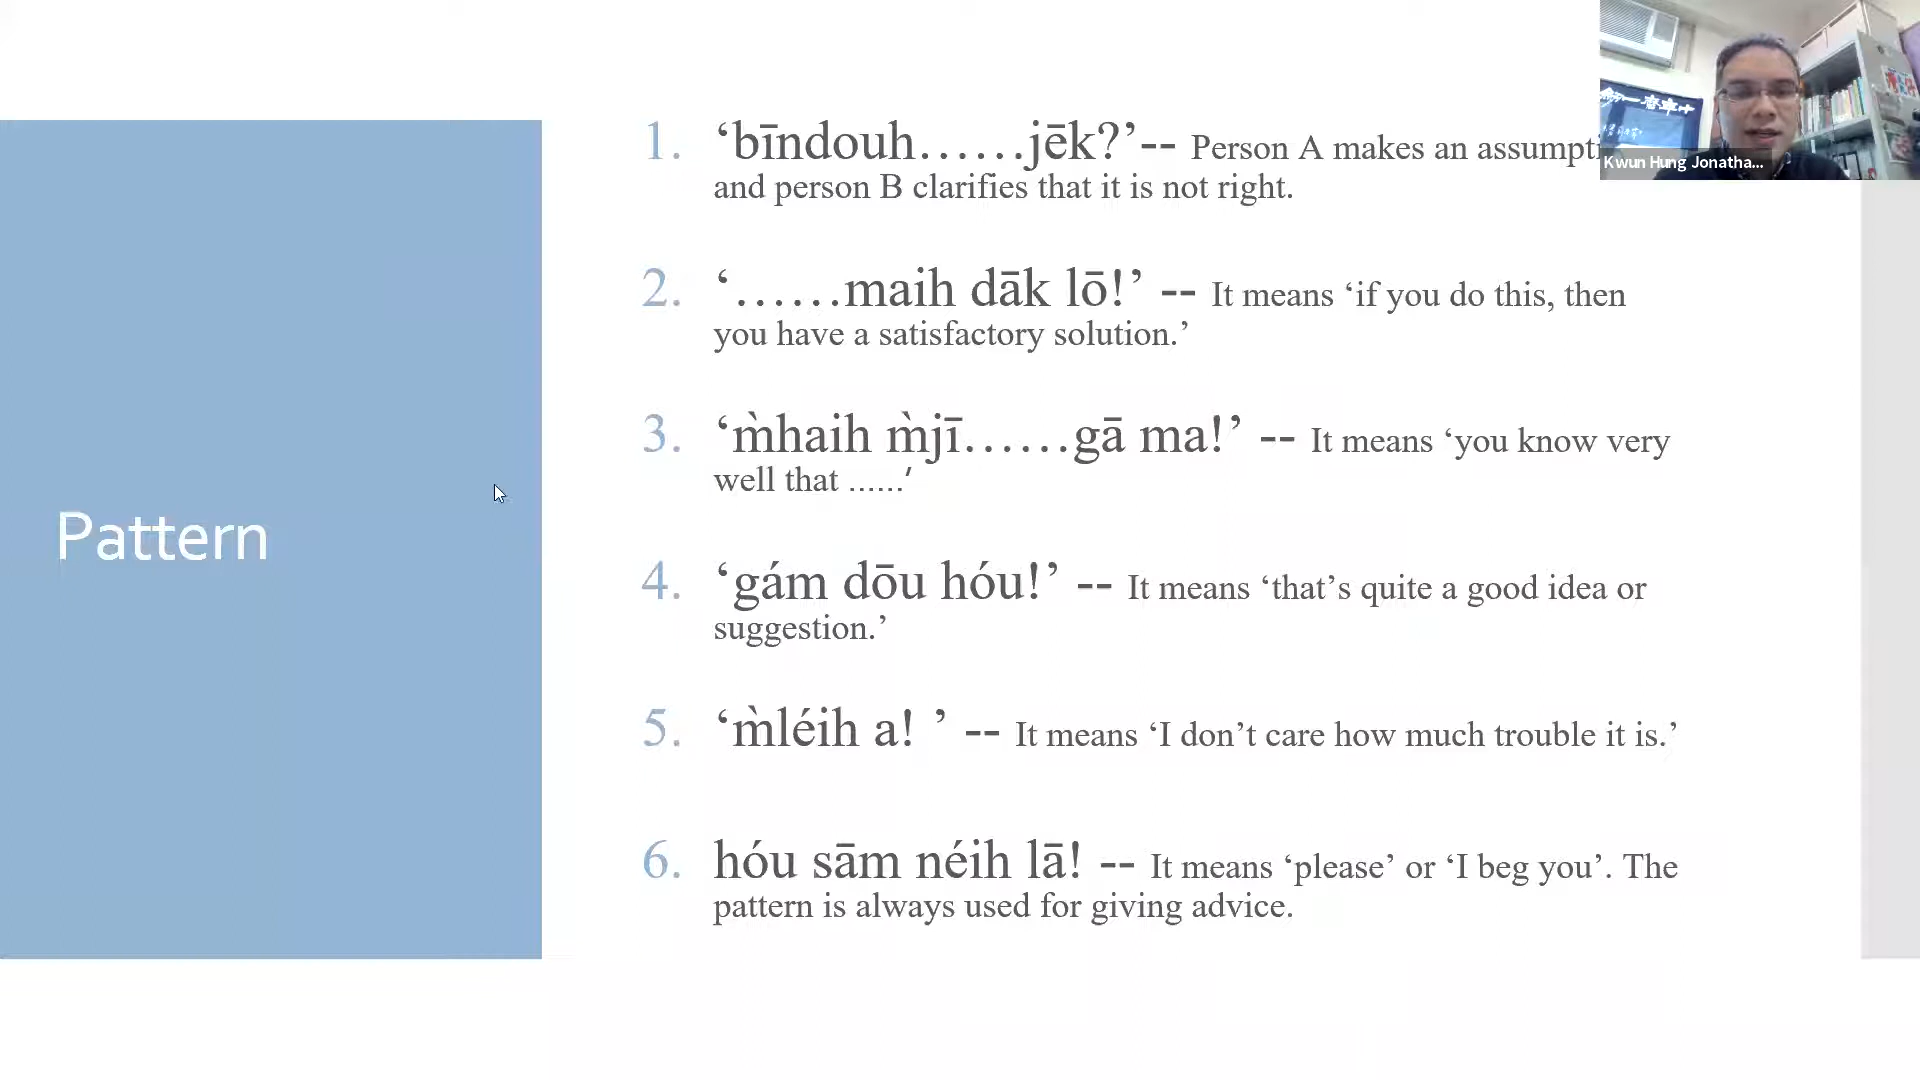 1. ‘bīndouh……jēk?’-- Person A makes an
and person B clarifies that it is not right.
2. ‘……maih dāk lō!’ -- It means ‘if you do this, then
you have a satisfactory solution.’
3. ‘m̀haih m̀jī……gā ma!’ -- It means ‘you know very
well that ......’
Pattern
4. ‘gám dōu hóu!’ -- It means ‘that’s quite a good idea or
suggestion.’
5. ‘m̀léih a! ’ -- It means ‘I don’t care how much trouble it is.’
6. hóu sām néih lā! -- It means ‘please’ or ‘I beg you’. The
pattern is always used for giving advice.
Kwun Hung Jonatha...